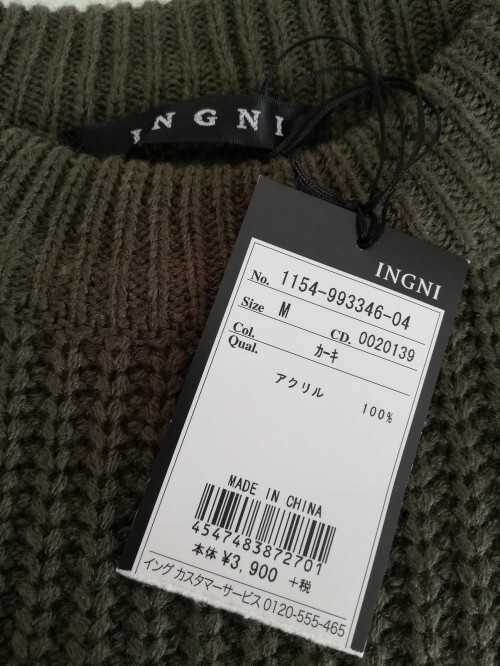 INGNI
INGNI
No. 1154-993346-04
Size M CD. 0020139
Col. カーキ
Qual.
アクリル 100%
MADE IN CHINA
4547483872701
本体 ¥3,900 +税
イング カスタマーサービス 0120-555-465